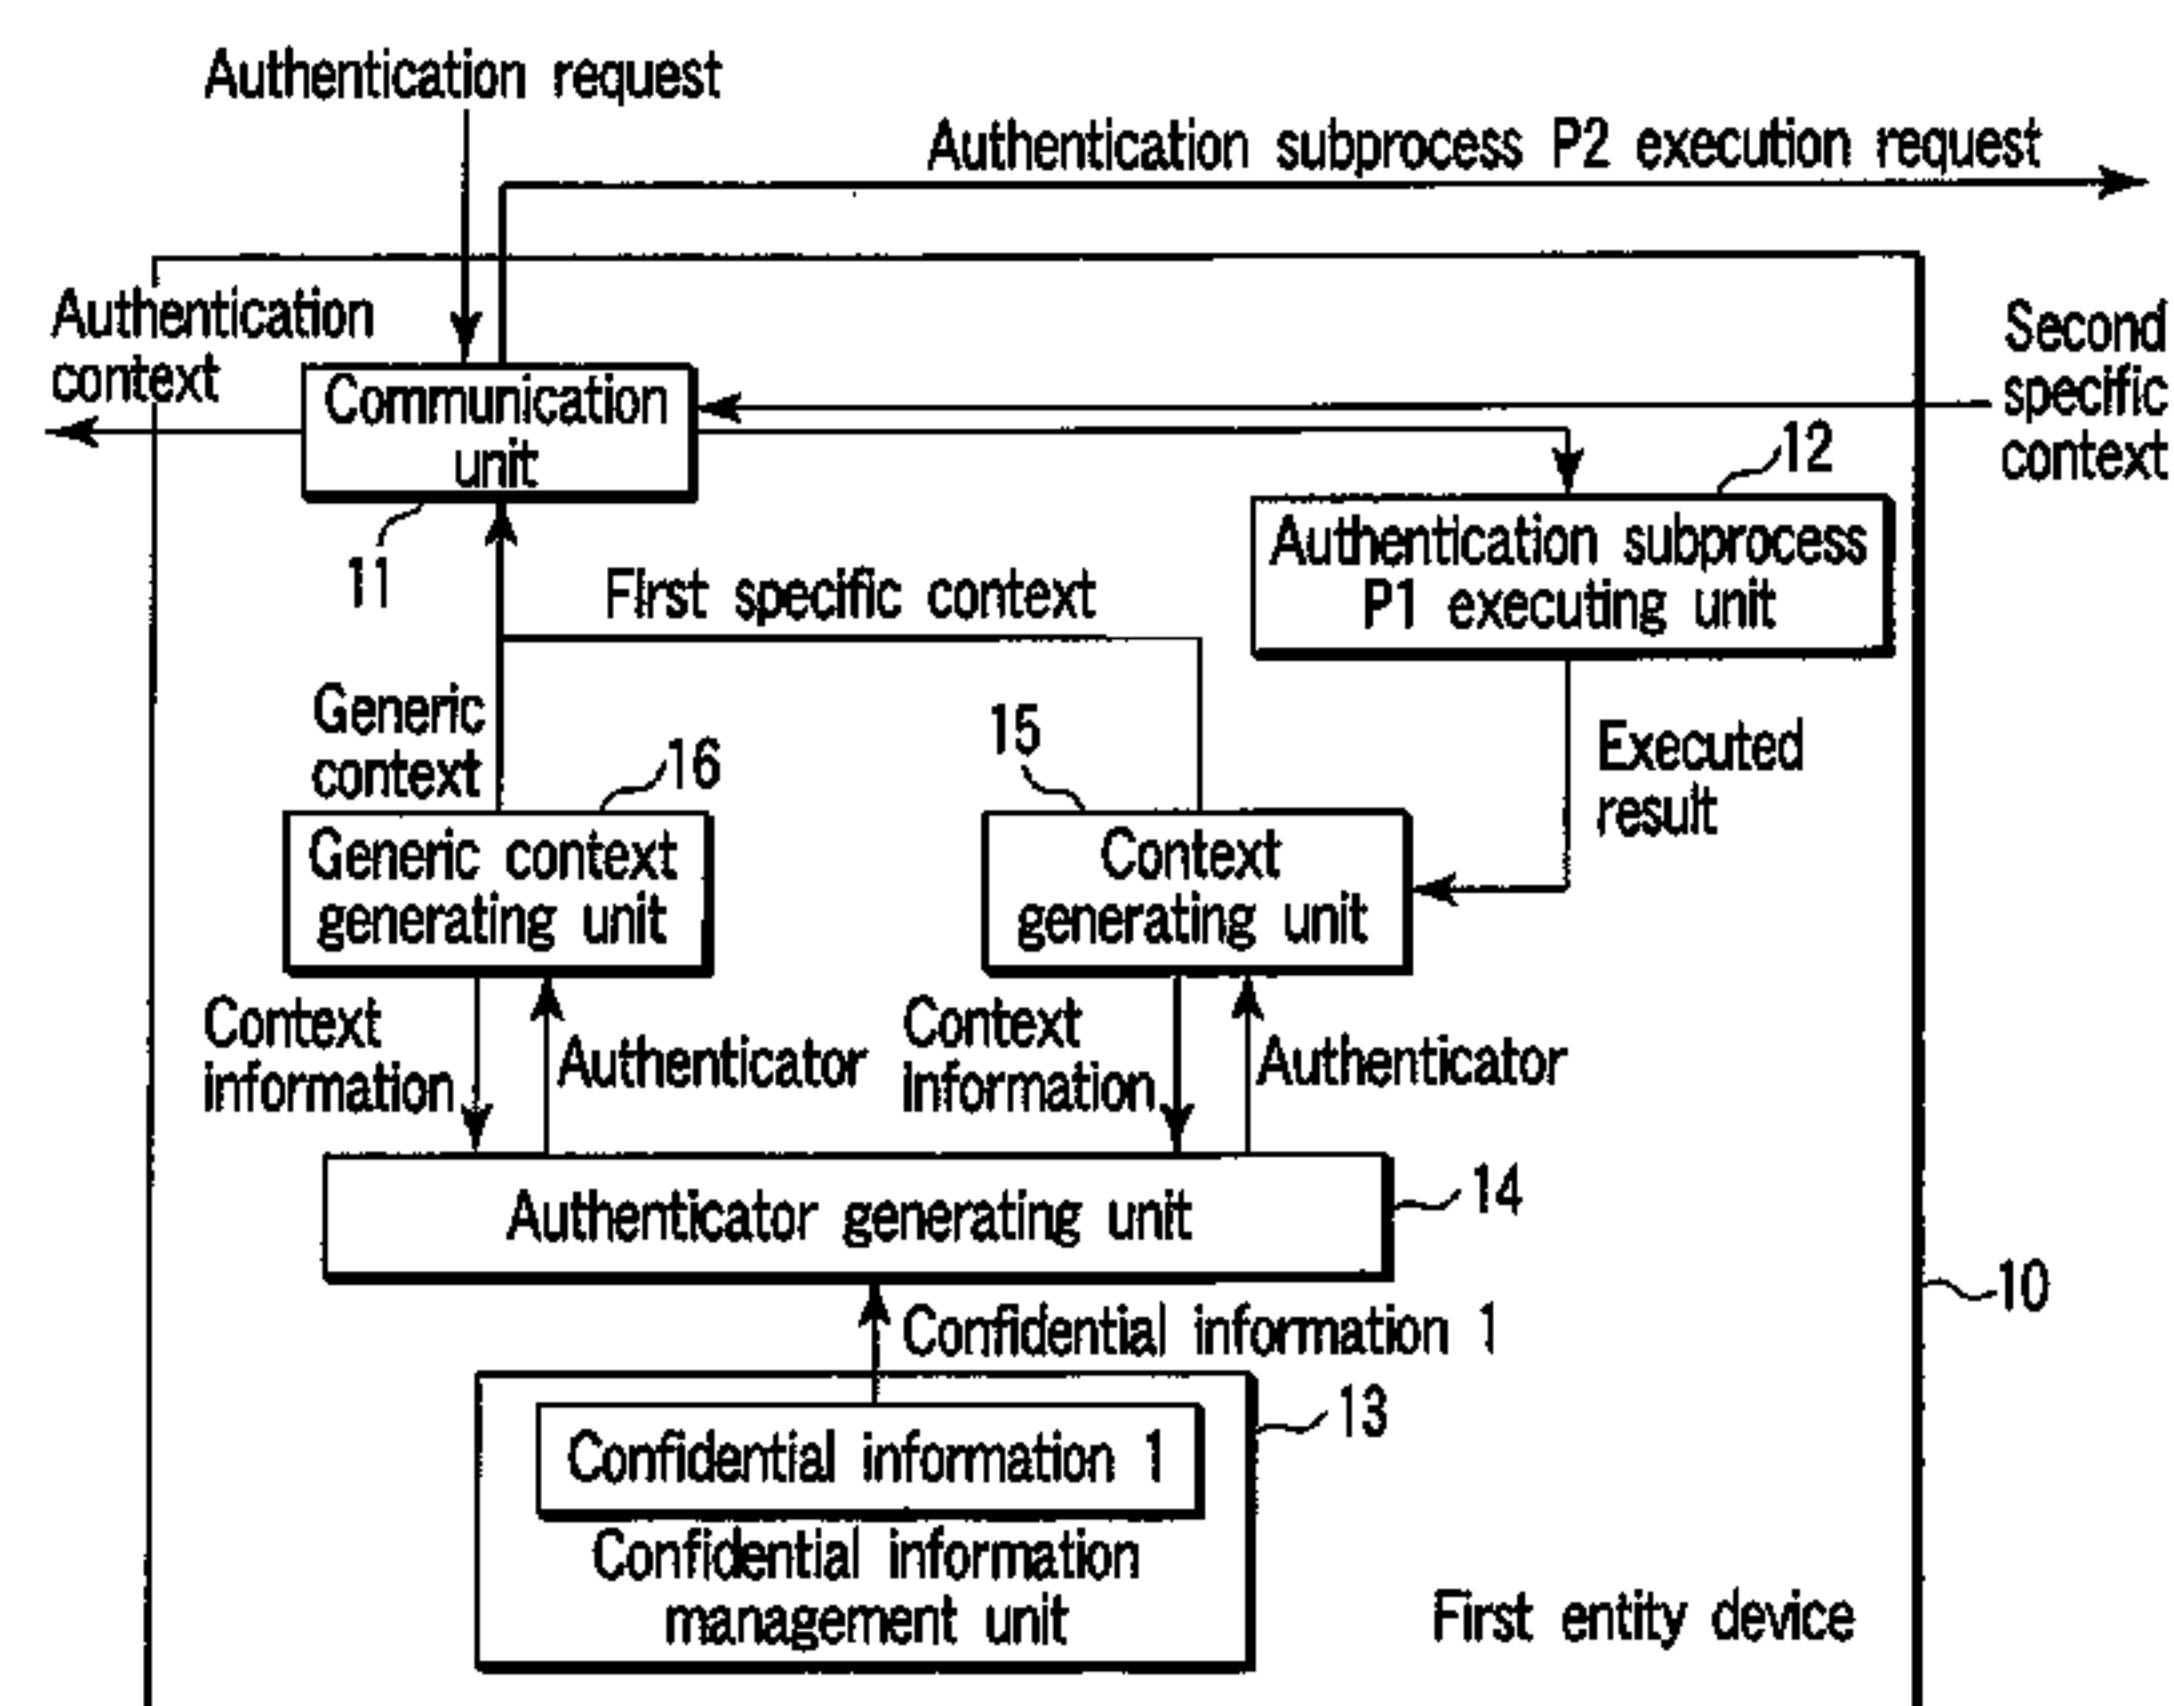 Authentication request
Authentication subprocess P2 execution request
Authentication
context
Second
specific
context
Communication
unit
11
12
Authentication subprocess
P1 executing unit
First specific context
Generic
context
16
15
Executed
result
Generic context
generating unit
Context
generating unit
Context
information
Authenticator
Context
information
Authenticator
Authenticator generating unit
14
10
Confidential information 1
13
Confidential information 1
Confidential information
management unit
First entity device